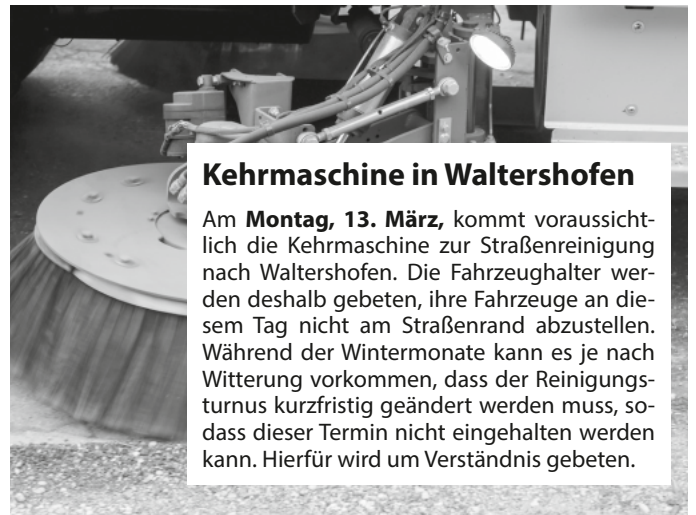 Kehrmaschine in Waltershofen
Am Montag, 13. März, kommt voraussicht-
lich die Kehrmaschine zur Straßenreinigung
nach Waltershofen. Die Fahrzeughalter wer-
den deshalb gebeten, ihre Fahrzeuge an die-
sem Tag nicht am Straßenrand abzustellen.
Während der Wintermonate kann es je nach
Witterung vorkommen, dass der Reinigungs-
turnus kurzfristig geändert werden muss, so-
dass dieser Termin nicht eingehalten werden
kann. Hierfür wird um Verständnis gebeten.